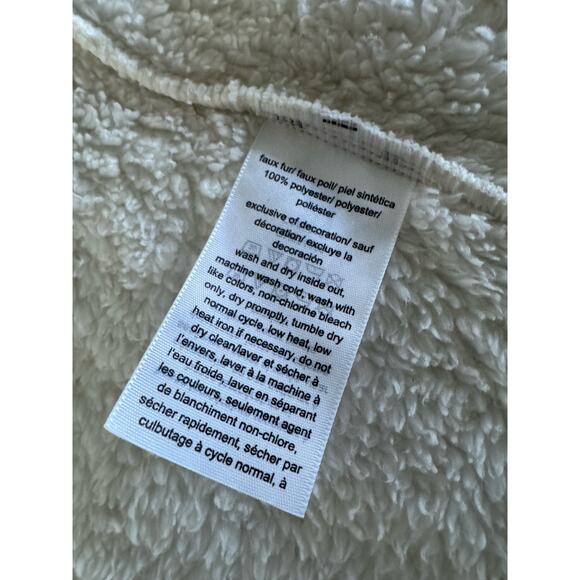 faux fur/ faux poil/ piel sintética
100% polyester/ polyester/
poliéster
exclusive of decoration/ sauf
décoration/ excluye la
decoración
wash and dry inside out,
machine wash cold, wash with
like colors, non-chlorine bleach
only, dry promptly, tumble dry
normal cycle, low heat, low
heat iron if necessary, do not
dry clean/laver et sécher à
l'envers, laver à la machine à
l'eau froide, laver en séparant
les couleurs, seulement agent
de blanchiment non-chlore,
sécher rapidement, sécher par
culbutage à cycle normal, à